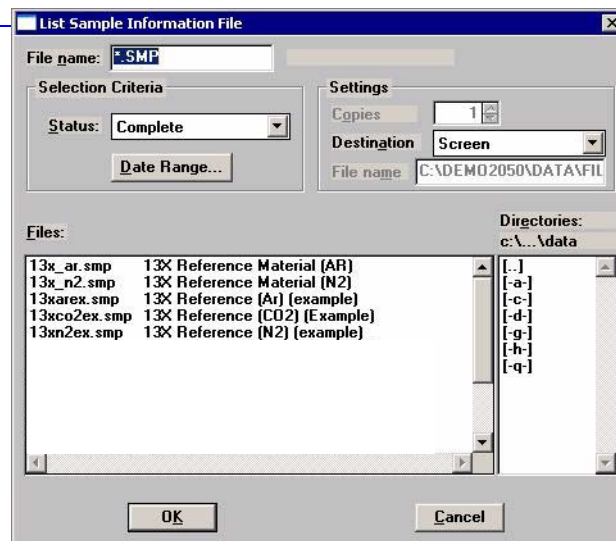 List Sample Information File
File name: *.SMP
Selection Criteria
Status: Complete
Date Range...
Settings
Copies 1
Destination Screen
File name C:\DEMO2050\DATA\FIL
Files:
13x_ar.smp 13X Reference Material (AR)
13x_n2.smp 13X Reference Material (N2)
13xarex.smp 13X Reference (Ar) (example)
13xco2ex.smp 13X Reference (CO2) (Example)
13xn2ex.smp 13X Reference (N2) (example)
Directories:
c:\...\data
[..]
[-a-]
[-c-]
[-d-]
[-g-]
[-h-]
[-q-]
OK
Cancel